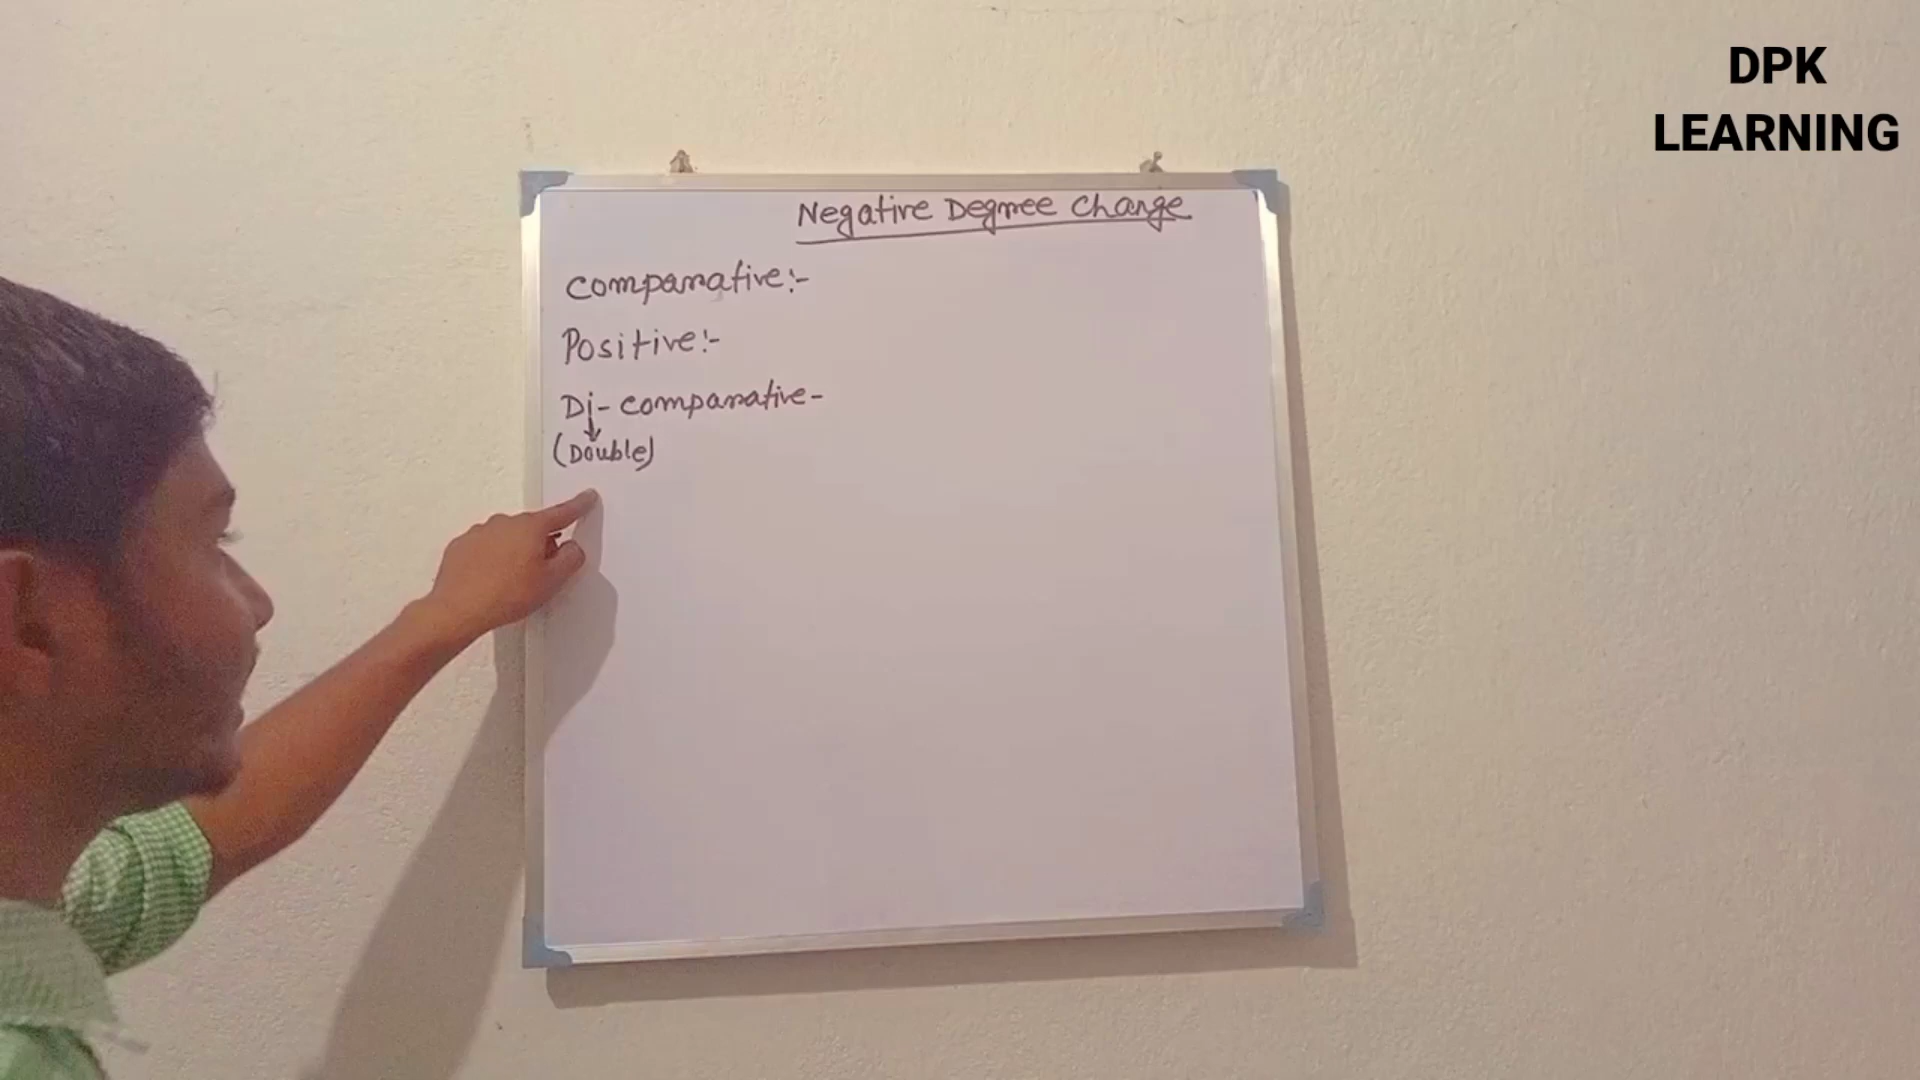 DPK
LEARNING
Negative Degree Change
Comparative:-
Positive:-
Di- comparative-
(Double)